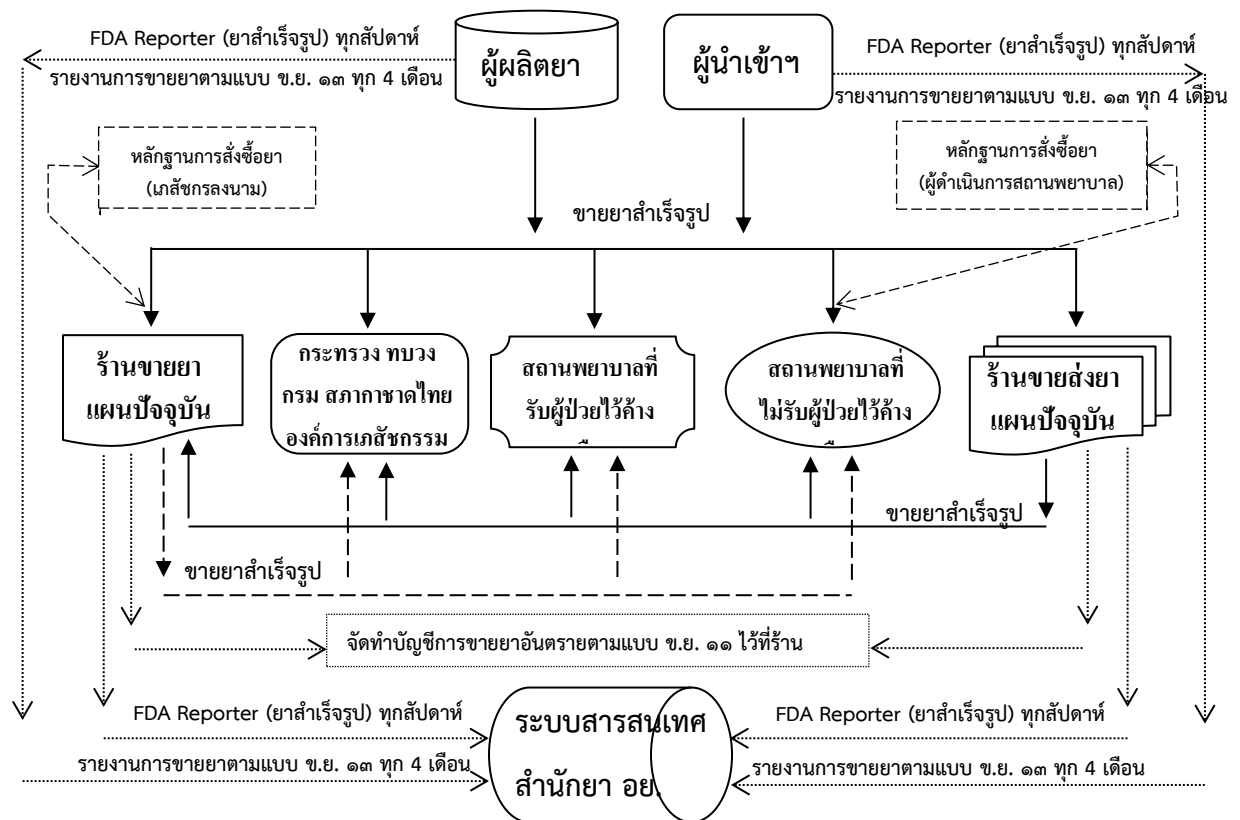 FDA Reporter (ยาสำเร็จรูป) ทุกสัปดาห์
รายงานการขายยาตามแบบ ข.ย. ๑๓ ทุก 4 เดือน
ผู้ผลิตยา
ผู้นำเข้าฯ
FDA Reporter (ยาสำเร็จรูป) ทุกสัปดาห์
รายงานการขายยาตามแบบ ข.ย. ๑๓ ทุก 4 เดือน
หลักฐานการสั่งซื้อยา
(เภสัชกรลงนาม)
หลักฐานการสั่งซื้อยา
(ผู้ดำเนินการสถานพยาบาล)
ขายยาสำเร็จรูป
ร้านขายยา
แผนปัจจุบัน
กระทรวง ทบวง
กรม สภากาชาดไทย
องค์การเภสัชกรรม
สถานพยาบาลที่
รับผู้ป่วยไว้ค้าง
สถานพยาบาลที่
ไม่รับผู้ป่วยไว้ค้าง
ร้านขายส่งยา
แผนปัจจุบัน
ขายยาสำเร็จรูป
ขายยาสำเร็จรูป
จัดทำบัญชีการขายยาอันตรายตามแบบ ข.ย. ๑๑ ไว้ที่ร้าน
FDA Reporter (ยาสำเร็จรูป) ทุกสัปดาห์
รายงานการขายยาตามแบบ ข.ย. ๑๓ ทุก 4 เดือน
ระบบสารสนเทศ
สำนักยา อย.
FDA Reporter (ยาสำเร็จรูป) ทุกสัปดาห์
รายงานการขายยาตามแบบ ข.ย. ๑๓ ทุก 4 เดือน